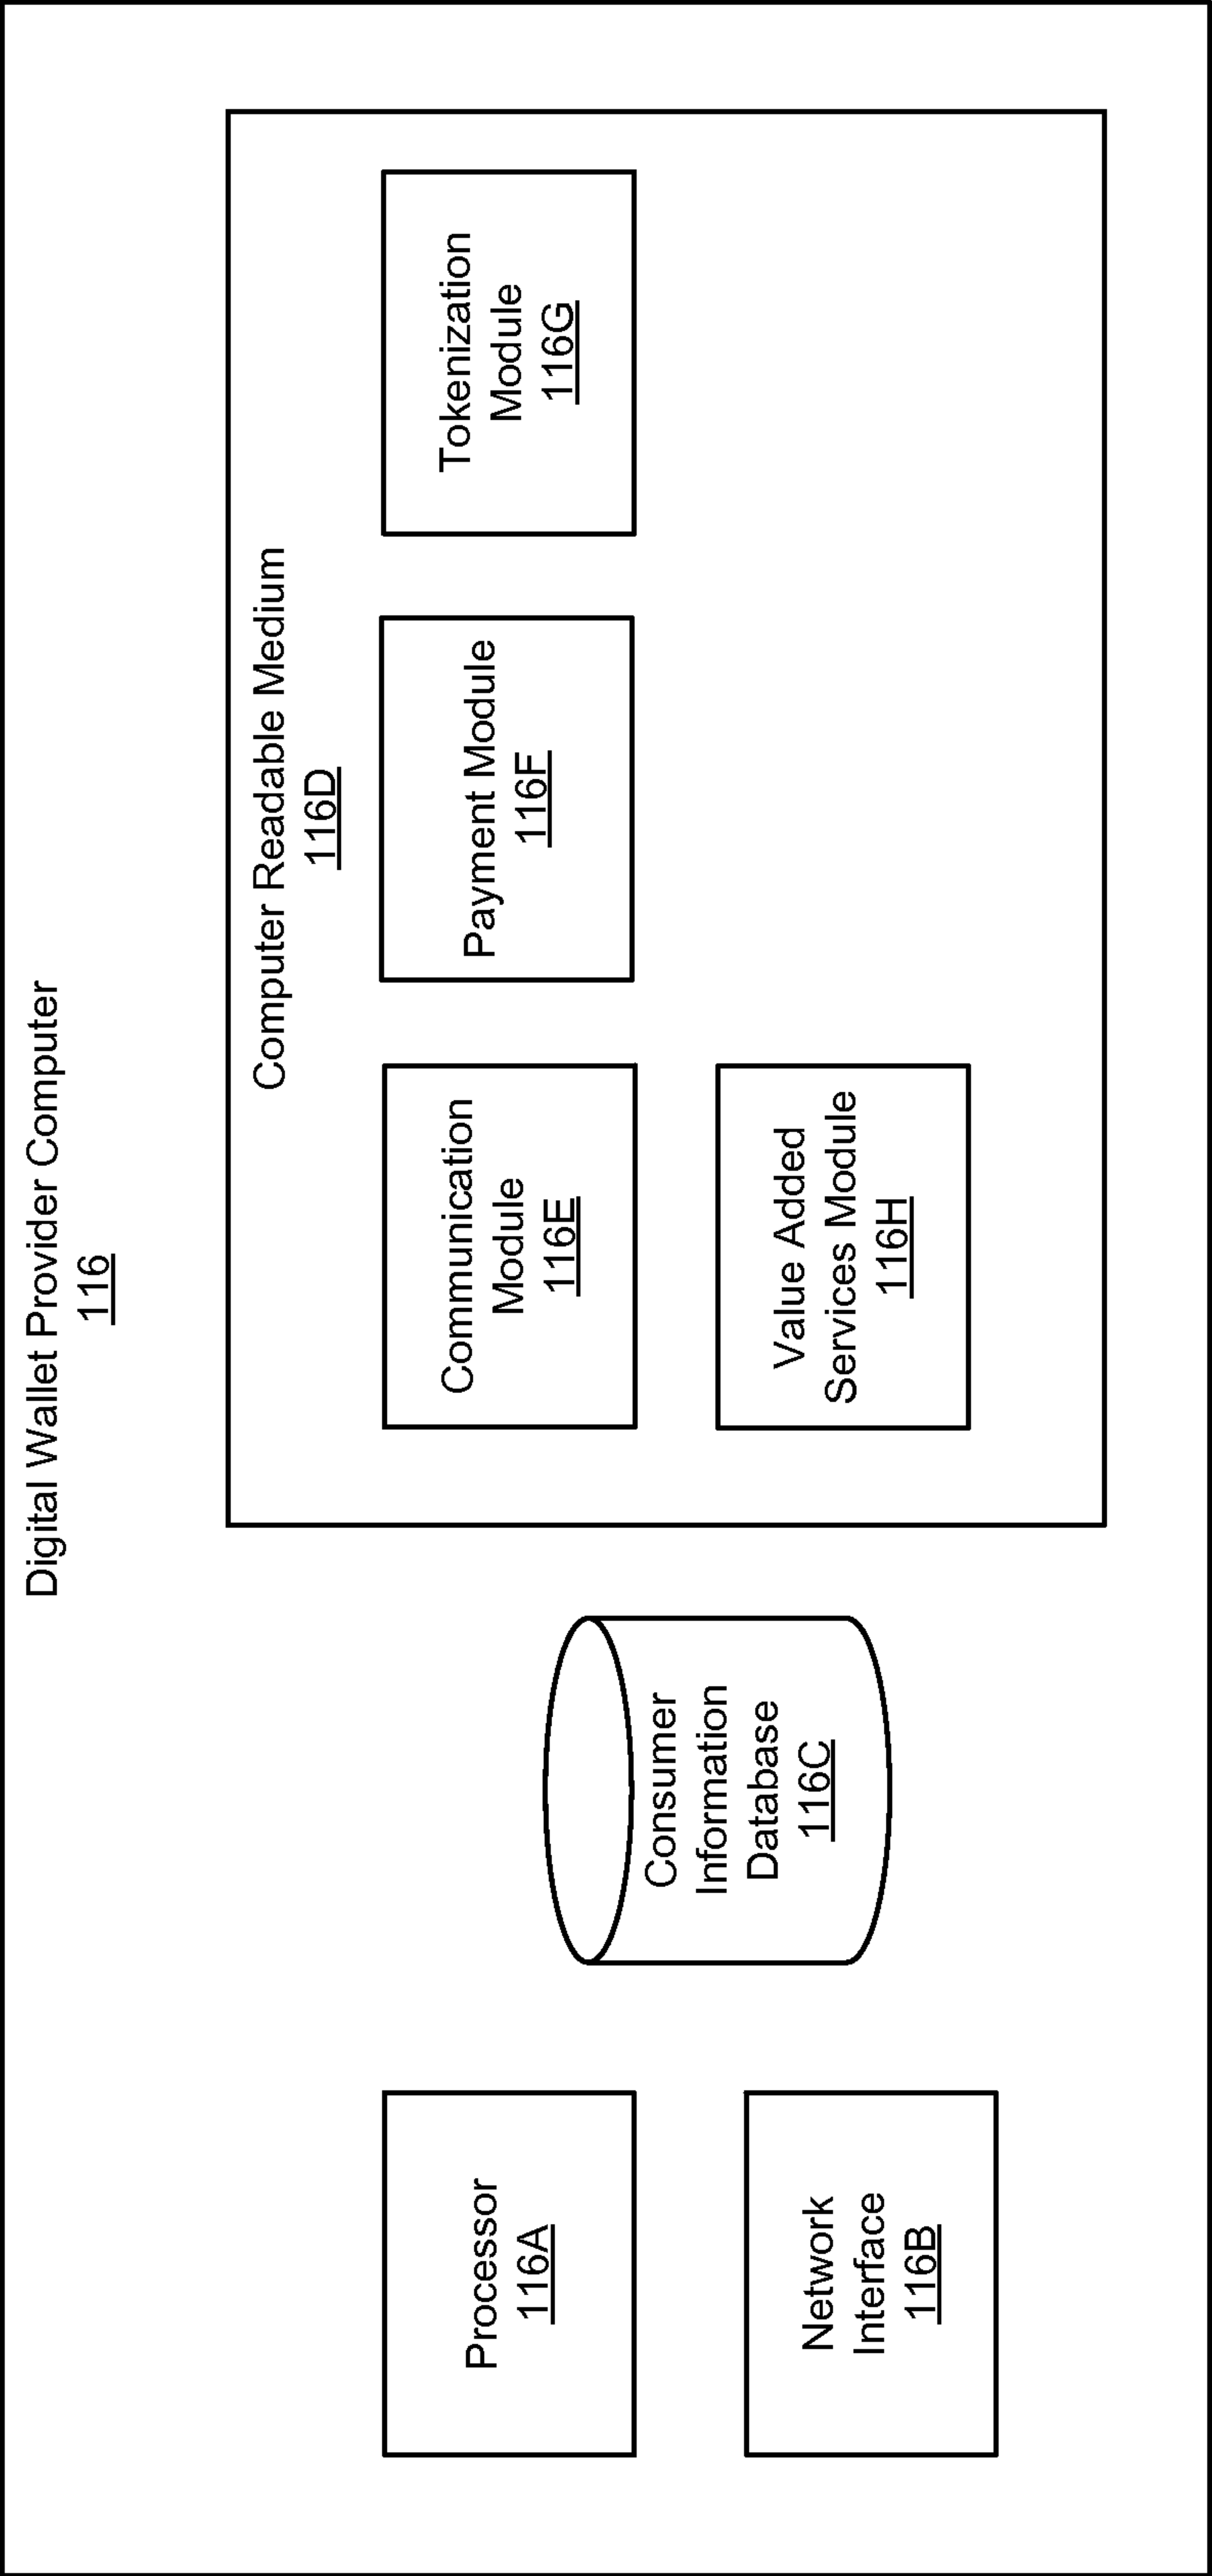 Digital Wallet Provider Computer
116
Processor
116A
Network
Interface
116B
Consumer
Information
Database
116C
Computer Readable Medium
116D
Communication
Module
116E
Payment Module
116F
Tokenization
Module
116G
Value Added
Services Module
116H